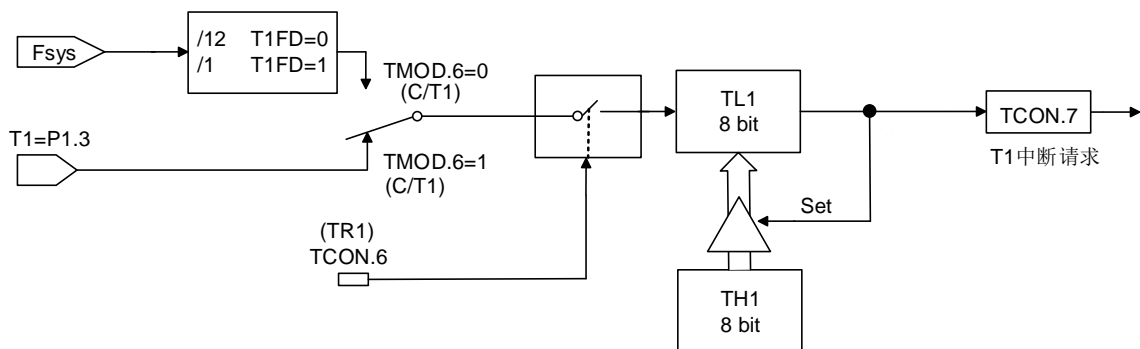 Fsys
/12 T1FD=0
/1 T1FD=1
TMOD.6=0
(C/T1)
T1=P1.3
TMOD.6=1
(C/T1)
(TR1)
TCON.6
TL1
8 bit
TCON.7
T1中断请求
Set
TH1
8 bit